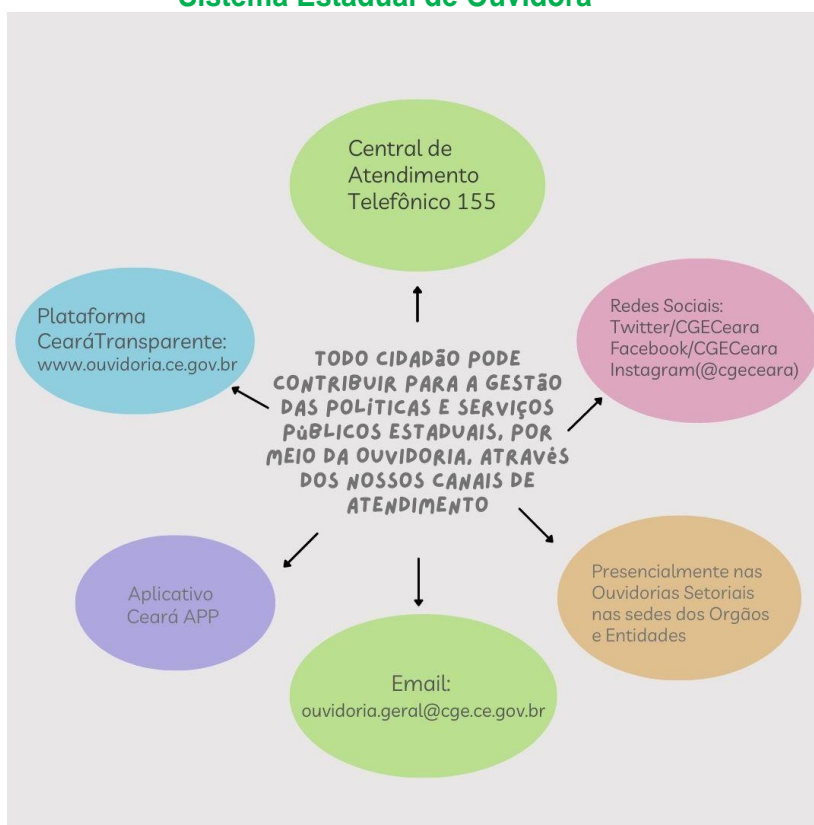 Sistema Estadual de Ouvidora
Central de
Atendimento
Telefônico 155
Plataforma
CearáTransparente:
www.ouvidoria.ce.gov.br
Redes Sociais:
Twitter/CGECeara
Facebook/CGECeara
Instagram(@cgeceara)
TODO CIDADÃO PODE
CONTRIBUIR PARA A GESTÃO
DAS POLÍTICAS E SERVIÇOS
PÚBLICOS ESTADUAIS, POR
MEIO DA OUVIDORIA, ATRAVÉS
DOS NOSSOS CANAIS DE
ATENDIMENTO
Aplicativo
Ceará APP
Presencialmente nas
Ouvidorias Setoriais
nas sedes dos Orgãos
e Entidades
Email:
ouvidoria.geral@cge.ce.gov.br